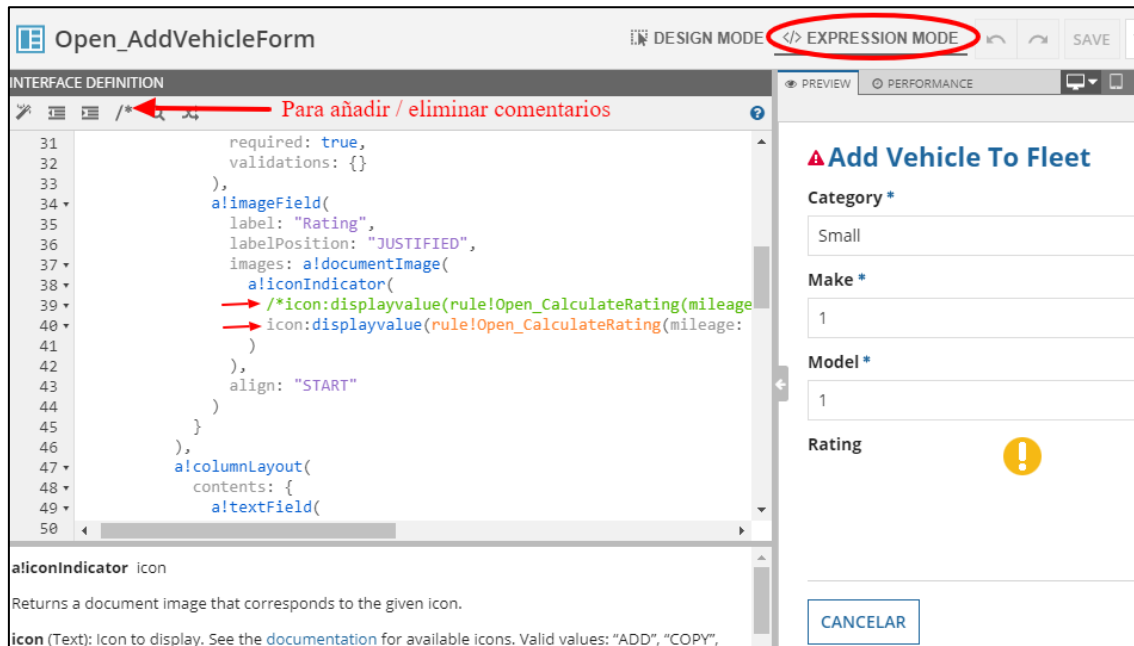 Open_AddVehicleForm
DESIGN MODE
</> EXPRESSION MODE
SAVE
INTERFACE DEFINITION
/*
Para añadir / eliminar comentarios
31 required: true,
32 validations: {}
33 ),
34 a!imageField(
35 label: "Rating",
36 labelPosition: "JUSTIFIED",
37 images: a!documentImage(
38 a!iconIndicator(
39 /*icon:displayvalue(rule!Open_CalculateRating(mileage
40 icon:displayvalue(rule!Open_CalculateRating(mileage:
41 )
42 ),
43 align: "START"
44 )
45 }
46 ),
47 a!columnLayout(
48 contents: {
49 a!textField(
50
a!iconIndicator icon
Returns a document image that corresponds to the given icon.
icon (Text): Icon to display. See the documentation for available icons. Valid values: "ADD", "COPY",
PREVIEW
PERFORMANCE
Add Vehicle To Fleet
Category *
Small
Make *
1
Model *
1
Rating
CANCELAR